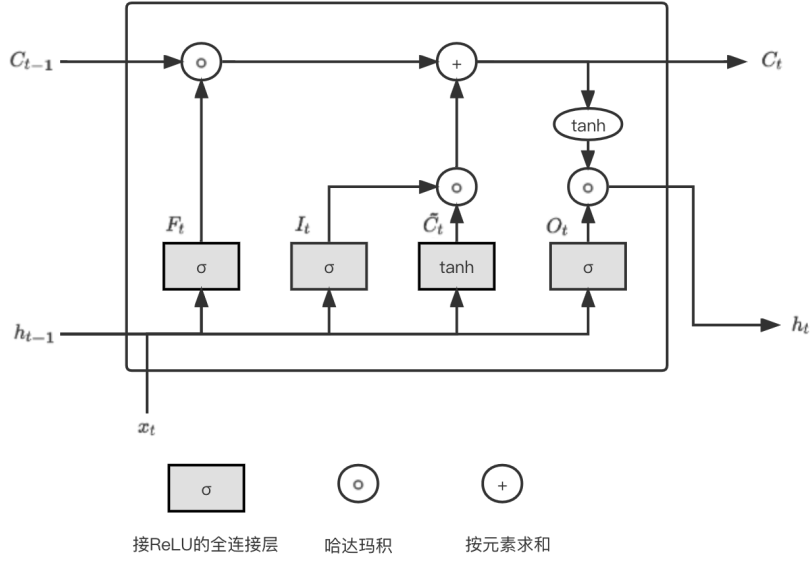 C_{t-1}
C_t
tanh
F_t
I_t
C̃_t
O_t
σ
σ
tanh
σ
h_{t-1}
h_t
x_t
σ
+
+
接ReLU的全连接层
哈达玛积
按元素求和